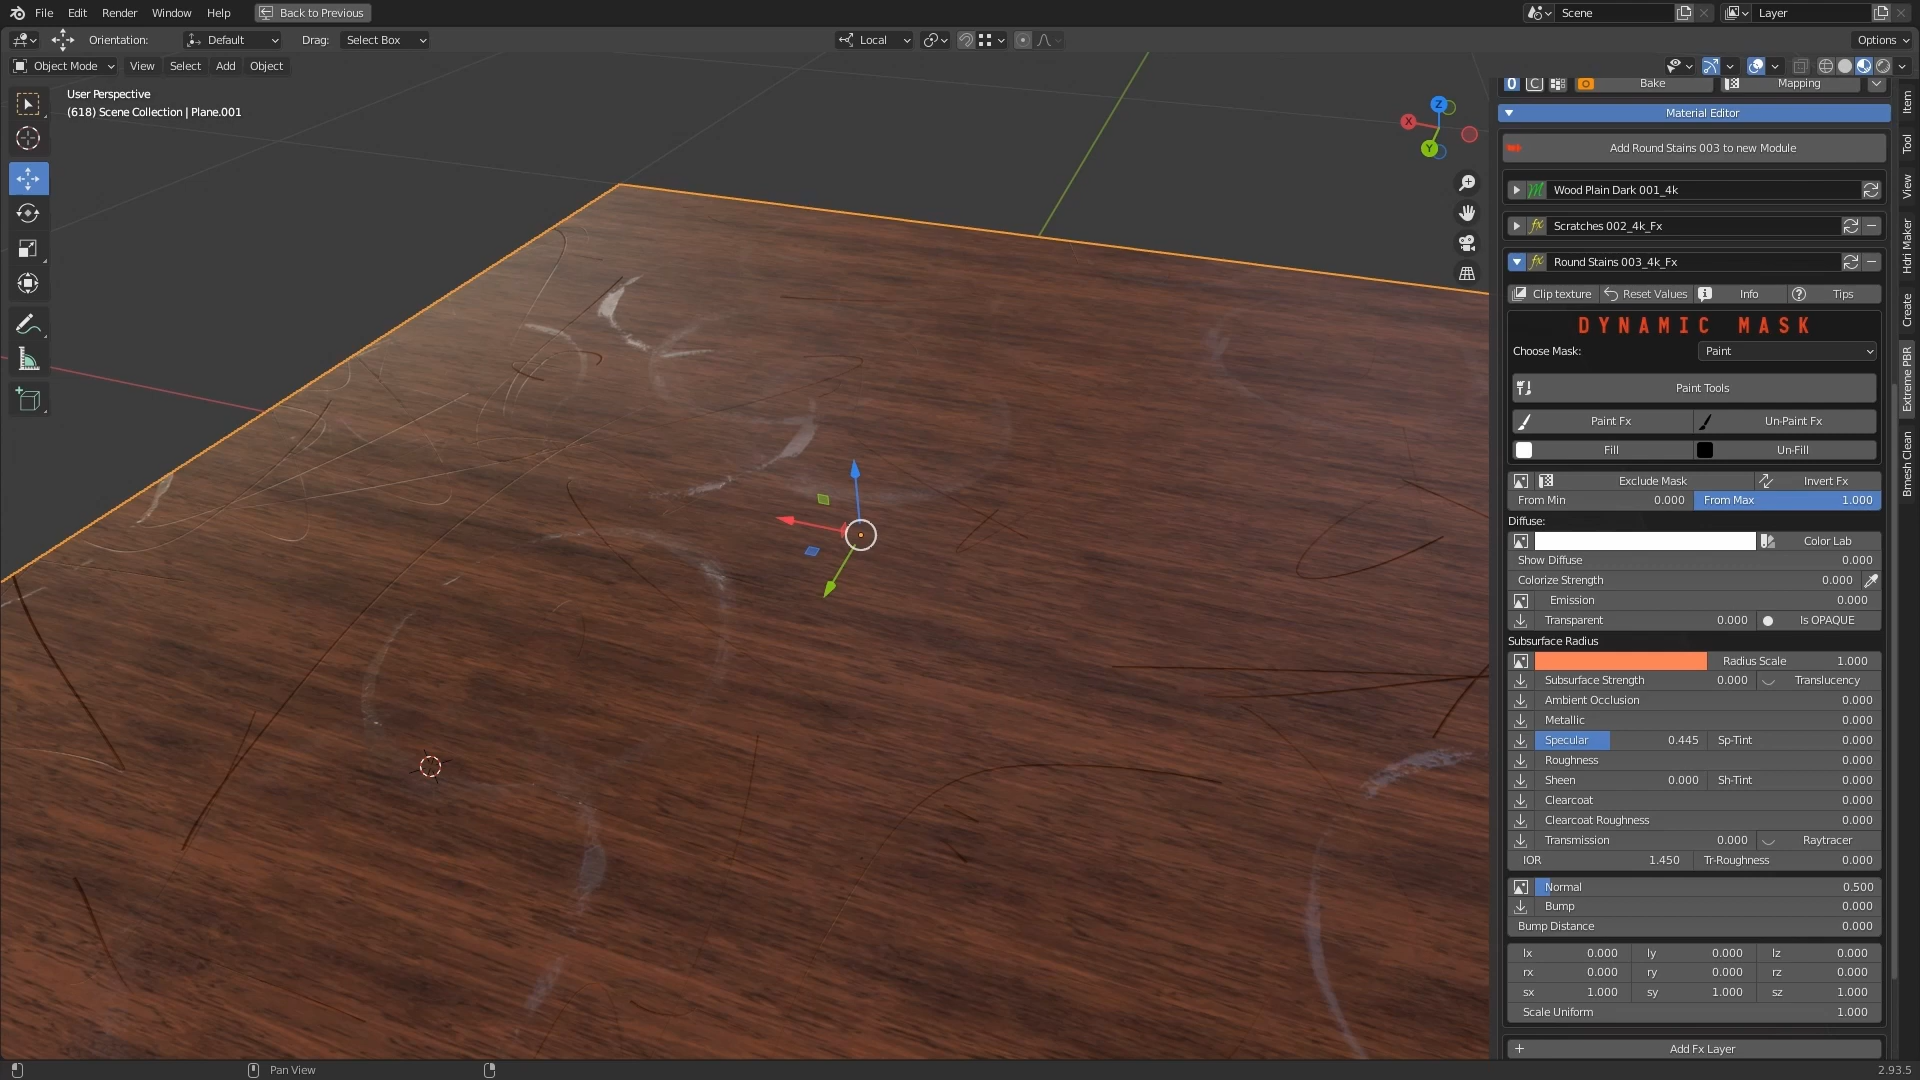 File Edit Render Window Help Back to Previous Scene Layer
Orientation: Default Drag: Select Box Local Options
Object Mode View Select Add Object
User Perspective
(618) Scene Collection | Plane.001
Z
X
Y
Bake Mapping
Material Editor
Add Round Stains 003 to new Module
Wood Plain Dark 001_4k
Scratches 002_4k_Fx
Round Stains 003_4k_Fx
Clip texture Reset Values Info Tips
DYNAMIC MASK
Choose Mask: Paint
Paint Tools
Paint Fx Un-Paint Fx
Fill Un-Fill
Exclude Mask Invert Fx
From Min 0.000 From Max 1.000
Diffuse:
Color Lab
Show Diffuse 0.000
Colorize Strength 0.000
Emission 0.000
Transparent 0.000 Is OPAQUE
Subsurface Radius
Radius Scale 1.000
Subsurface Strength 0.000 Translucency
Ambient Occlusion 0.000
Metallic 0.000
Specular 0.445 Sp-Tint 0.000
Roughness 0.000
Sheen 0.000 Sh-Tint 0.000
Clearcoat 0.000
Clearcoat Roughness 0.000
Transmission 0.000 Raytracer
IOR 1.450 Tr-Roughness 0.000
Normal 0.500
Bump 0.000
Bump Distance 0.000
lx 0.000 ly 0.000 lz 0.000
rx 0.000 ry 0.000 rz 0.000
sx 1.000 sy 1.000 sz 1.000
Scale Uniform 1.000
Add Fx Layer
Item
Tool
View
Hdri Maker
Create
Extreme PBR
Bmesh Clean
Pan View 2.93.5